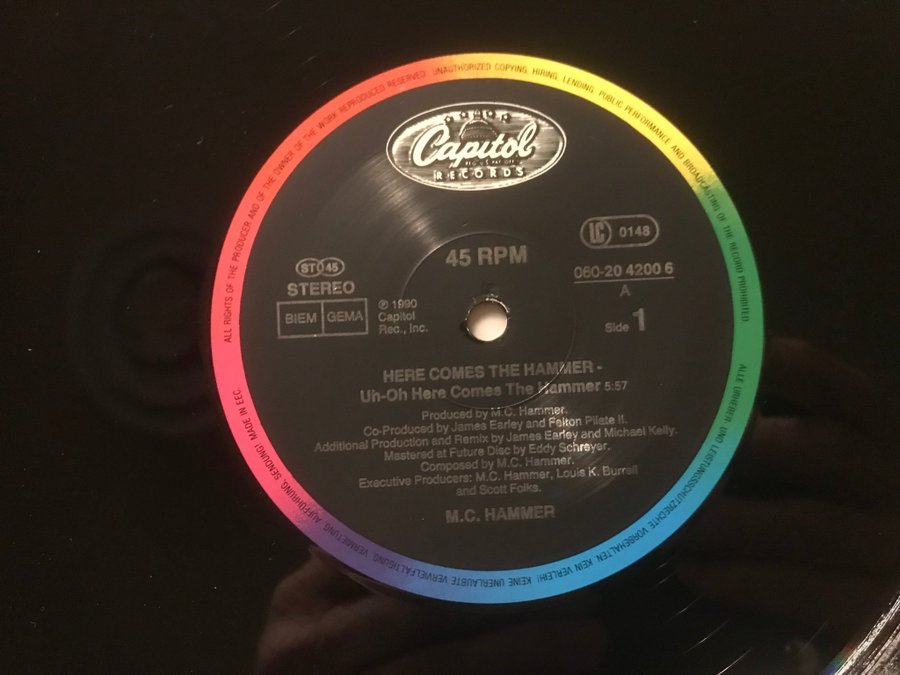 ALL RIGHTS OF THE PRODUCER AND OF THE OWNER OF THE WORK REPRODUCED RESERVED. UNAUTHORIZED COPYING, HIRING, LENDING, PUBLIC PERFORMANCE AND BROADCASTING OF THE RECORD PROHIBITED.
Capitol
RECORDS
45 RPM
LC 0148
060-20 4200 6
A
Side 1
ST 45
STEREO
BIEM GEMA
℗ 1990
Capitol
Rec., Inc.
HERE COMES THE HAMMER -
Uh-Oh Here Comes The Hammer 5:57
Produced by M.C. Hammer.
Co-Produced by James Earley and Felton Pilate II.
Additional Production and Remix by James Earley and Michael Kelly.
Mastered at Future Disc by Eddy Schreyer.
Composed by M.C. Hammer.
Executive Producers: M.C. Hammer, Louis K. Burrell
and Scott Folks.
M.C. HAMMER
ALLE URHEBER- UND LEISTUNGSSCHUTZRECHTE VORBEHALTEN. KEIN VERLEIH! KEINE UNERLAUBTE VERVIELFÄLTIGUNG, VERMIETUNG, AUFFÜHRUNG, SENDUNG! MADE IN EEC.